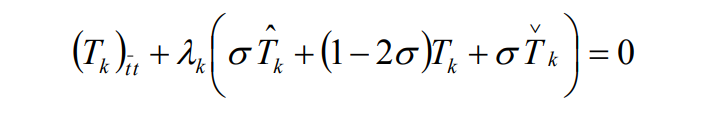 $(T_k)_{\bar{t}t} + \lambda_k \left( \sigma \hat{T}_k + (1 - 2\sigma) T_k + \sigma \check{T}_k \right) = 0$